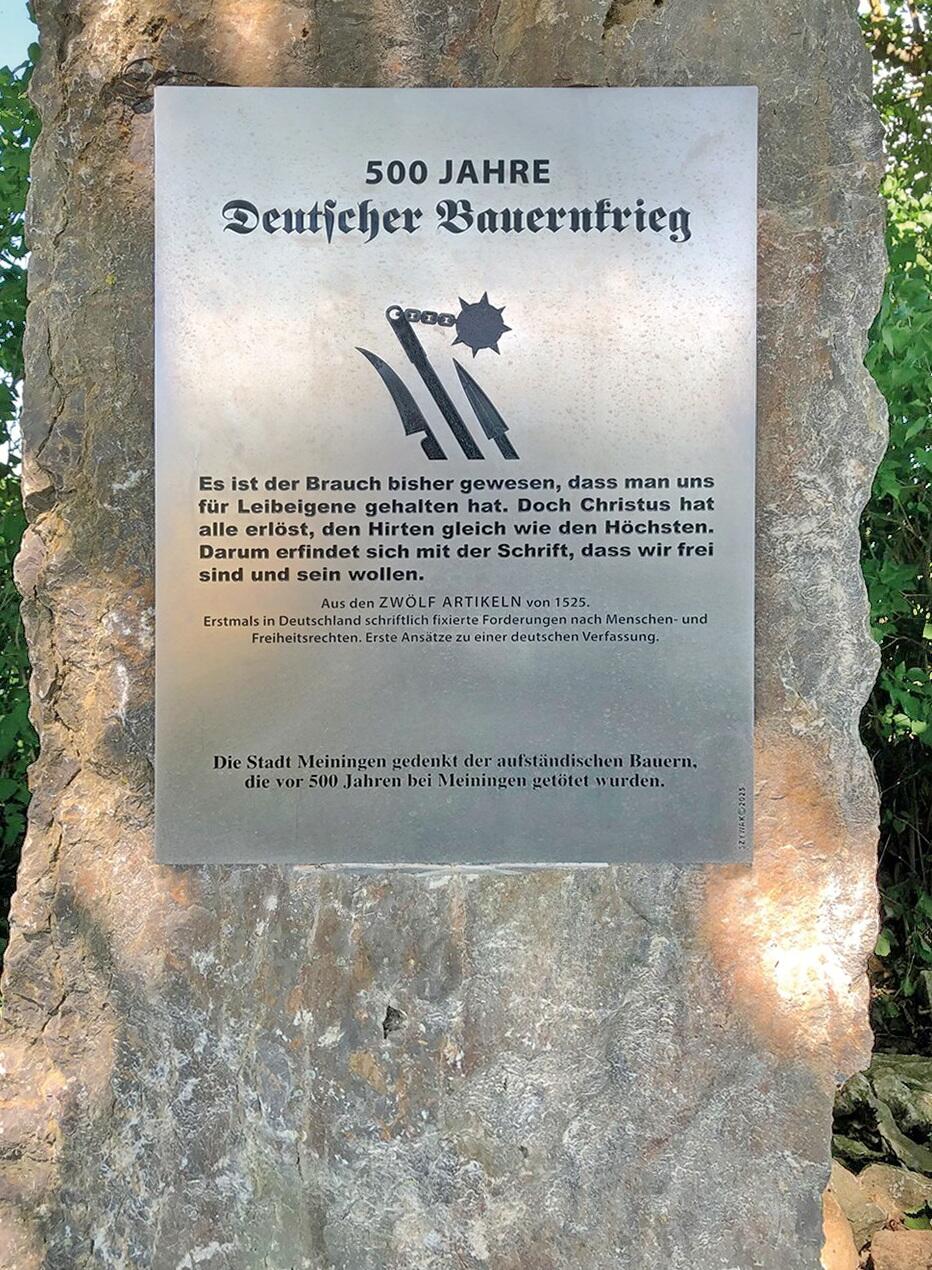 500 JAHRE
Deutscher Bauernkrieg
Es ist der Brauch bisher gewesen, dass man uns
für Leibeigene gehalten hat. Doch Christus hat
alle erlöst, den Hirten gleich wie den Höchsten.
Darum erfindet sich mit der Schrift, dass wir frei
sind und sein wollen.
Aus den ZWÖLF ARTIKELN von 1525.
Erstmals in Deutschland schriftlich fixierte Forderungen nach Menschen- und
Freiheitsrechten. Erste Ansätze zu einer deutschen Verfassung.
Die Stadt Meiningen gedenkt der aufständischen Bauern,
die vor 500 Jahren bei Meiningen getötet wurden.